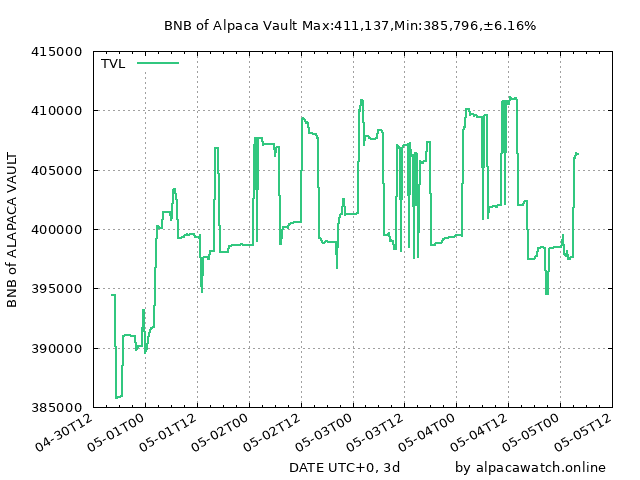 BNB of Alpaca Vault Max:411,137,Min:385,796,±6.16%
TVL
BNB of ALAPACA VAULT
415000
410000
405000
400000
395000
390000
385000
04-30T12
05-01T00
05-01T12
05-02T00
05-02T12
05-03T00
05-03T12
05-04T00
05-04T12
05-05T00
05-05T12
DATE UTC+0, 3d
by alpacawatch.online